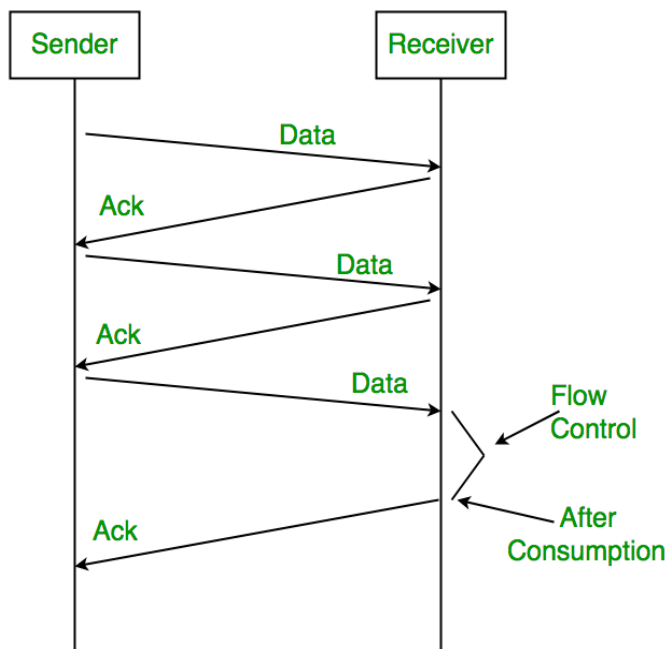 Sender
Receiver
Data
Ack
Data
Ack
Data
Flow
Control
After
Consumption
Ack